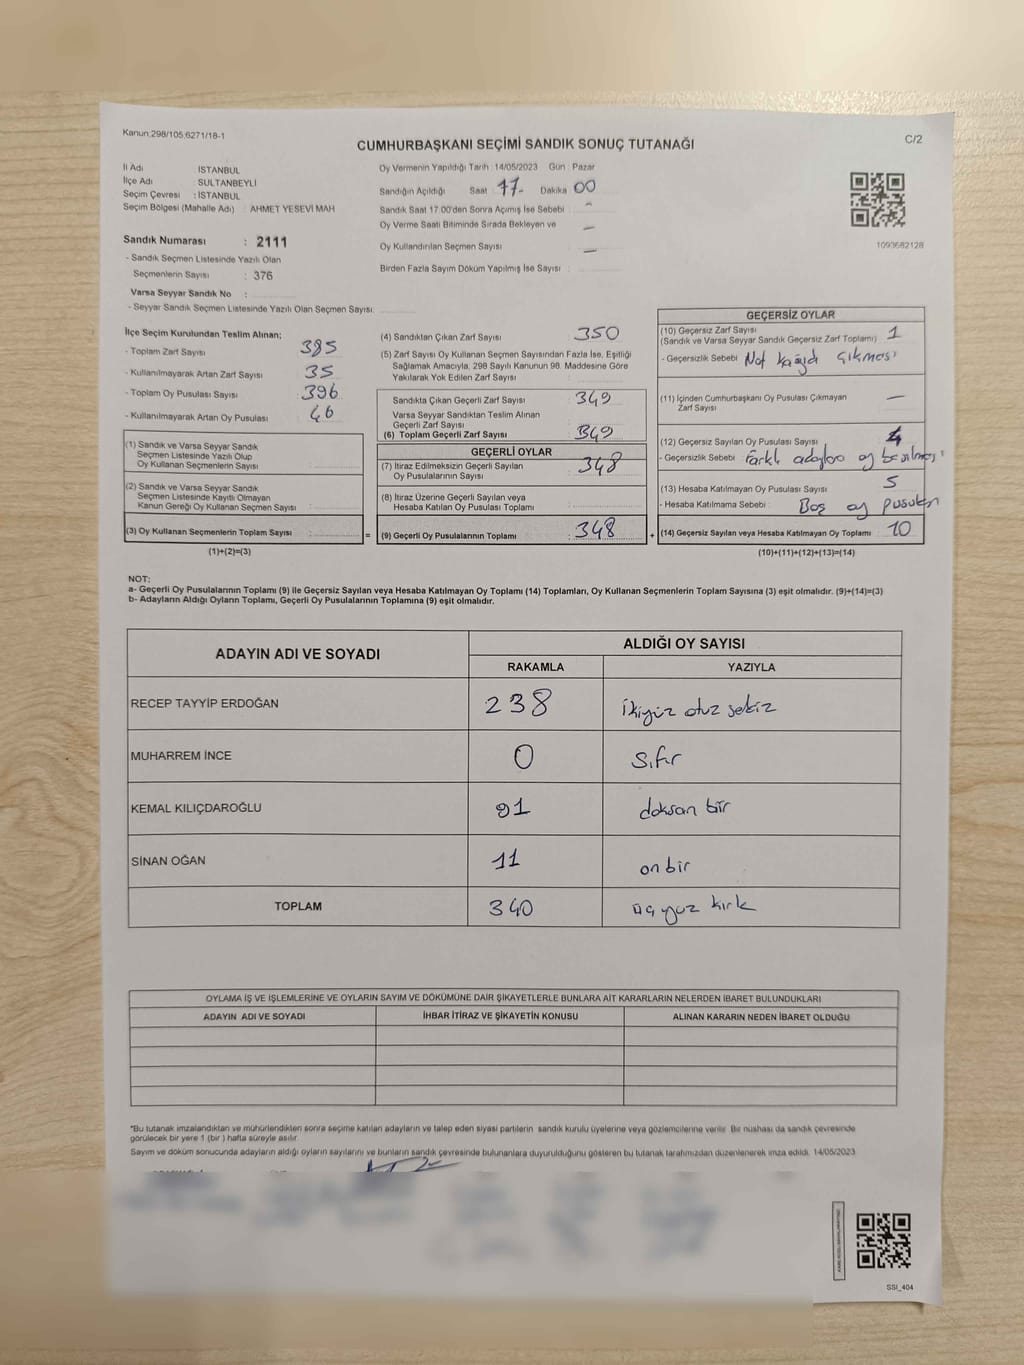 Kanun:298/105,6271/18-1
C/2
CUMHURBAŞKANI SEÇİMİ SANDIK SONUÇ TUTANAĞI
İl Adı : İSTANBUL
İlçe Adı : SULTANBEYLİ
Seçim Çevresi : İSTANBUL
Seçim Bölgesi (Mahalle Adı) : AHMET YESEVİ MAH
Sandık Numarası : 2111
- Sandık Seçmen Listesinde Yazılı Olan
Seçmenlerin Sayısı : 376
Varsa Seyyar Sandık No :
- Seyyar Sandık Seçmen Listesinde Yazılı Olan Seçmen Sayısı:
Oy Vermenin Yapıldığı Tarih : 14/05/2023 Gün : Pazar
Sandığın Açıldığı Saat : 17- Dakika : 00
Sandık Saat 17.00'den Sonra Açımış İse Sebebi : -
Oy Verme Saati Bitiminde Sırada Bekleyen ve —
Oy Kullandırılan Seçmen Sayısı : —
Birden Fazla Sayım Döküm Yapılmış İse Sayısı :
1093682128
İlçe Seçim Kurulundan Teslim Alınan;
- Toplam Zarf Sayısı : 385
- Kullanılmayarak Artan Zarf Sayısı : 35
- Toplam Oy Pusulası Sayısı : 396
- Kullanılmayarak Artan Oy Pusulası : 46
(1) Sandık ve Varsa Seyyar Sandık
Seçmen Listesinde Yazılı Olup
Oy Kullanan Seçmenlerin Sayısı :
(2) Sandık ve Varsa Seyyar Sandık
Seçmen Listesinde Kayıtlı Olmayan
Kanun Gereği Oy Kullanan Seçmen Sayısı :
(3) Oy Kullanan Seçmenlerin Toplam Sayısı :
(1)+(2)=(3)
(4) Sandıktan Çıkan Zarf Sayısı : 350
(5) Zarf Sayısı Oy Kullanan Seçmen Sayısından Fazla İse, Eşitliği
Sağlamak Amacıyla, 298 Sayılı Kanunun 98. Maddesine Göre
Yakılarak Yok Edilen Zarf Sayısı :
Sandıkta Çıkan Geçerli Zarf Sayısı : 349
Varsa Seyyar Sandıktan Teslim Alınan
Geçerli Zarf Sayısı :
(6) Toplam Geçerli Zarf Sayısı : 349
GEÇERLİ OYLAR
(7) İtiraz Edilmeksizin Geçerli Sayılan
Oy Pusulalarının Sayısı : 348
(8) İtiraz Üzerine Geçerli Sayılan veya
Hesaba Katılan Oy Pusulası Toplamı :
= (9) Geçerli Oy Pusulalarının Toplamı : 348
GEÇERSİZ OYLAR
(10) Geçersiz Zarf Sayısı
(Sandık ve Varsa Seyyar Sandık Geçersiz Zarf Toplamı) : 1
- Geçersizlik Sebebi : Not kağıdı çıkması
(11) İçinden Cumhurbaşkanı Oy Pusulası Çıkmayan
Zarf Sayısı : —
(12) Geçersiz Sayılan Oy Pusulası Sayısı : 4
- Geçersizlik Sebebi : Farklı adaylara oy basılması
(13) Hesaba Katılmayan Oy Pusulası Sayısı : 5
- Hesaba Katılmama Sebebi : Boş oy pusulası
+ (14) Geçersiz Sayılan veya Hesaba Katılmayan Oy Toplamı : 10
(10)+(11)+(12)+(13)=(14)
NOT:
a- Geçerli Oy Pusulalarının Toplamı (9) ile Geçersiz Sayılan veya Hesaba Katılmayan Oy Toplamı (14) Toplamları, Oy Kullanan Seçmenlerin Toplam Sayısına (3) eşit olmalıdır. (9)+(14)=(3)
b- Adayların Aldığı Oyların Toplamı, Geçerli Oy Pusulalarının Toplamına (9) eşit olmalıdır.
ADAYIN ADI VE SOYADI
ALDIĞI OY SAYISI
RAKAMLA YAZIYLA
RECEP TAYYİP ERDOĞAN 238 ikiyüz otuz sekiz
MUHARREM İNCE 0 sıfır
KEMAL KILIÇDAROĞLU 91 doksan bir
SİNAN OĞAN 11 on bir
TOPLAM 340 üç yüz kırk
OYLAMA İŞ VE İŞLEMLERİNE VE OYLARIN SAYIM VE DÖKÜMÜNE DAİR ŞİKAYETLERLE BUNLARA AİT KARARLARIN NELERDEN İBARET BULUNDUKLARI
ADAYIN ADI VE SOYADI İHBAR İTİRAZ VE ŞİKAYETİN KONUSU ALINAN KARARIN NEDEN İBARET OLDUĞU
*Bu tutanak imzalandıktan ve mühürlendikten sonra seçime katılan adayların ve talep eden siyasi partilerin sandık kurulu üyelerine veya gözlemcilerine verilir. Bir nüshası da sandık çevresinde
görülecek bir yere 1 (bir ) hafta süreyle asılır.
Sayım ve döküm sonucunda adayların aldığı oyların sayılarını ve bunların sandık çevresinde bulunanlara duyurulduğunu gösteren bu tutanak tarafımızdan düzenlenerek imza edildi. 14/05/2023
SSI_404